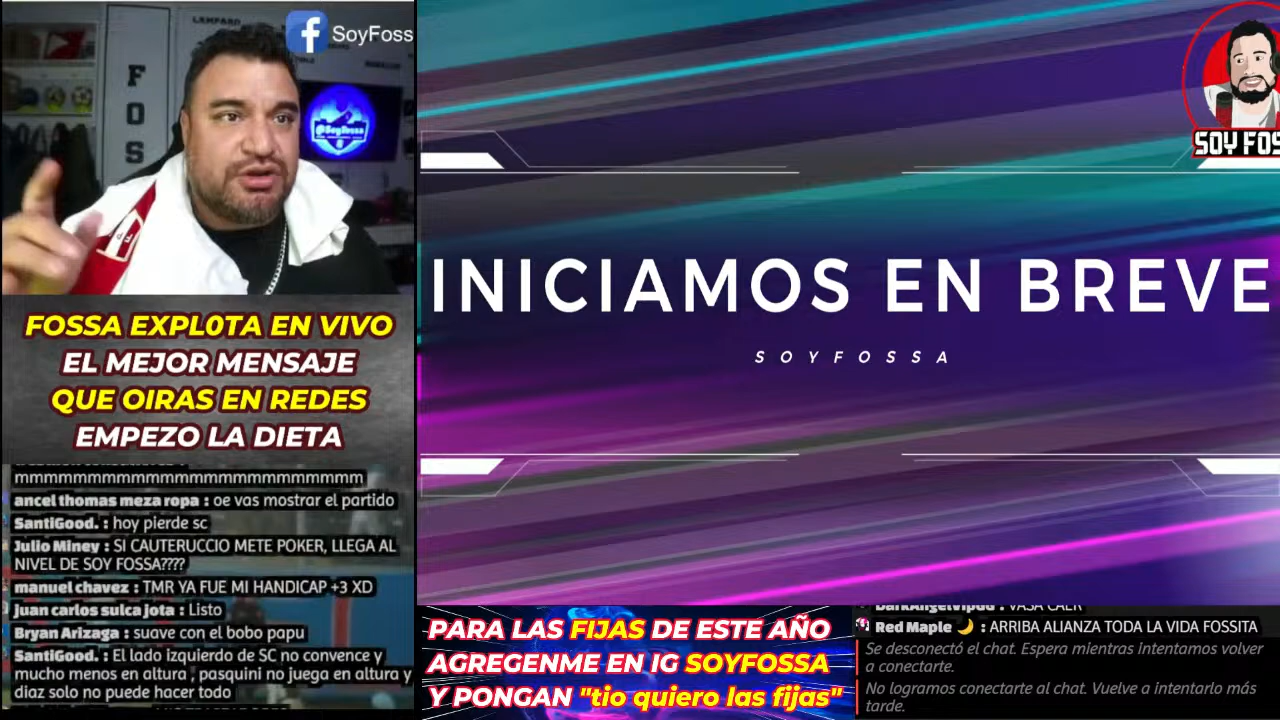 LAMPARD
SoyFoss
F
O
S
@SoyFossa
SOY FOS
INICIAMOS EN BREVE
SOYFOSSA
FOSSA EXPL0TA EN VIVO
EL MEJOR MENSAJE
QUE OIRAS EN REDES
EMPEZO LA DIETA
mmmmmmmmmmmmmmmmmmmmmmmm
ancel thomas meza ropa : oe vas mostrar el partido
SantiGood. : hoy pierde sc
Julio Miney : SI CAUTERUCCIO METE POKER, LLEGA AL
NIVEL DE SOY FOSSA????
manuel chavez : TMR YA FUE MI HANDICAP +3 XD
juan carlos sulca jota : Listo
Bryan Arizaga : suave con el bobo papu
SantiGood. : El lado izquierdo de SC no convence y
mucho menos en altura , pasquini no juega en altura y
diaz solo no puede hacer todo
PARA LAS FIJAS DE ESTE AÑO
AGREGENME EN IG SOYFOSSA
Y PONGAN "tio quiero las fijas"
VASA CAER
Red Maple 🌙 : ARRIBA ALIANZA TODA LA VIDA FOSSITA
Se desconectó el chat. Espera mientras intentamos volver
a conectarte.
No logramos conectarte al chat. Vuelve a intentarlo más
tarde.